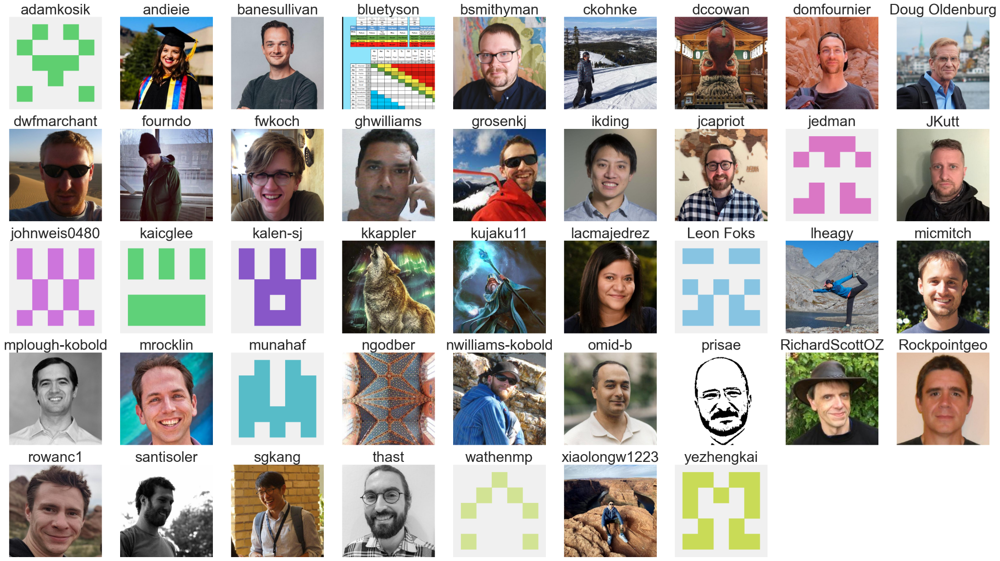 adamkosik andieie banesullivan bluetyson bsmithyman ckohnke dccowan domfournier Doug Oldenburg
dwfmarchant fourndo fwkoch ghwilliams grosenkj ikding jcapriot jedman JKutt
johnweis0480 kaicglee kalen-sj kkappler kujaku11 lacmajedrez Leon Foks lheagy micmitch
mplough-kobold mrocklin munahaf ngodber nwilliams-kobold omid-b prisae RichardScottOZ Rockpointgeo
rowanc1 santisoler sgkang thast wathenmp xiaolongw1223 yezhengkai